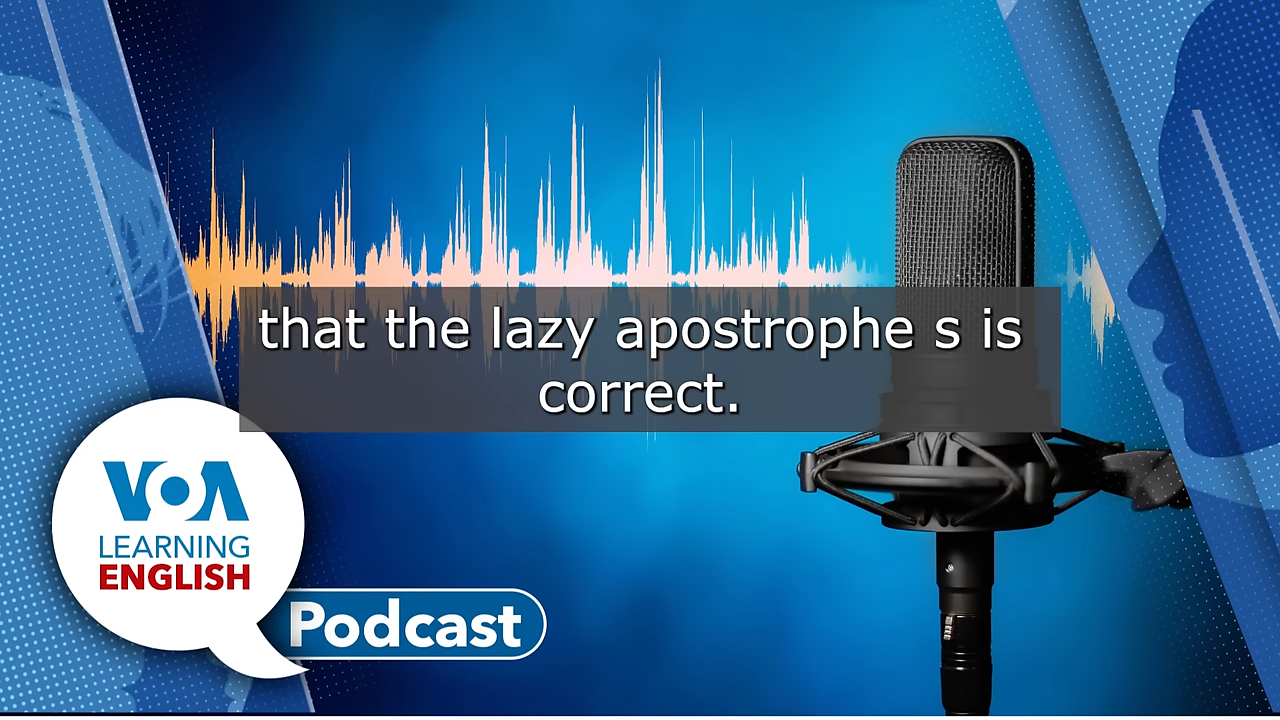 that the lazy apostrophe s is
correct.
VOA
LEARNING
ENGLISH
Podcast